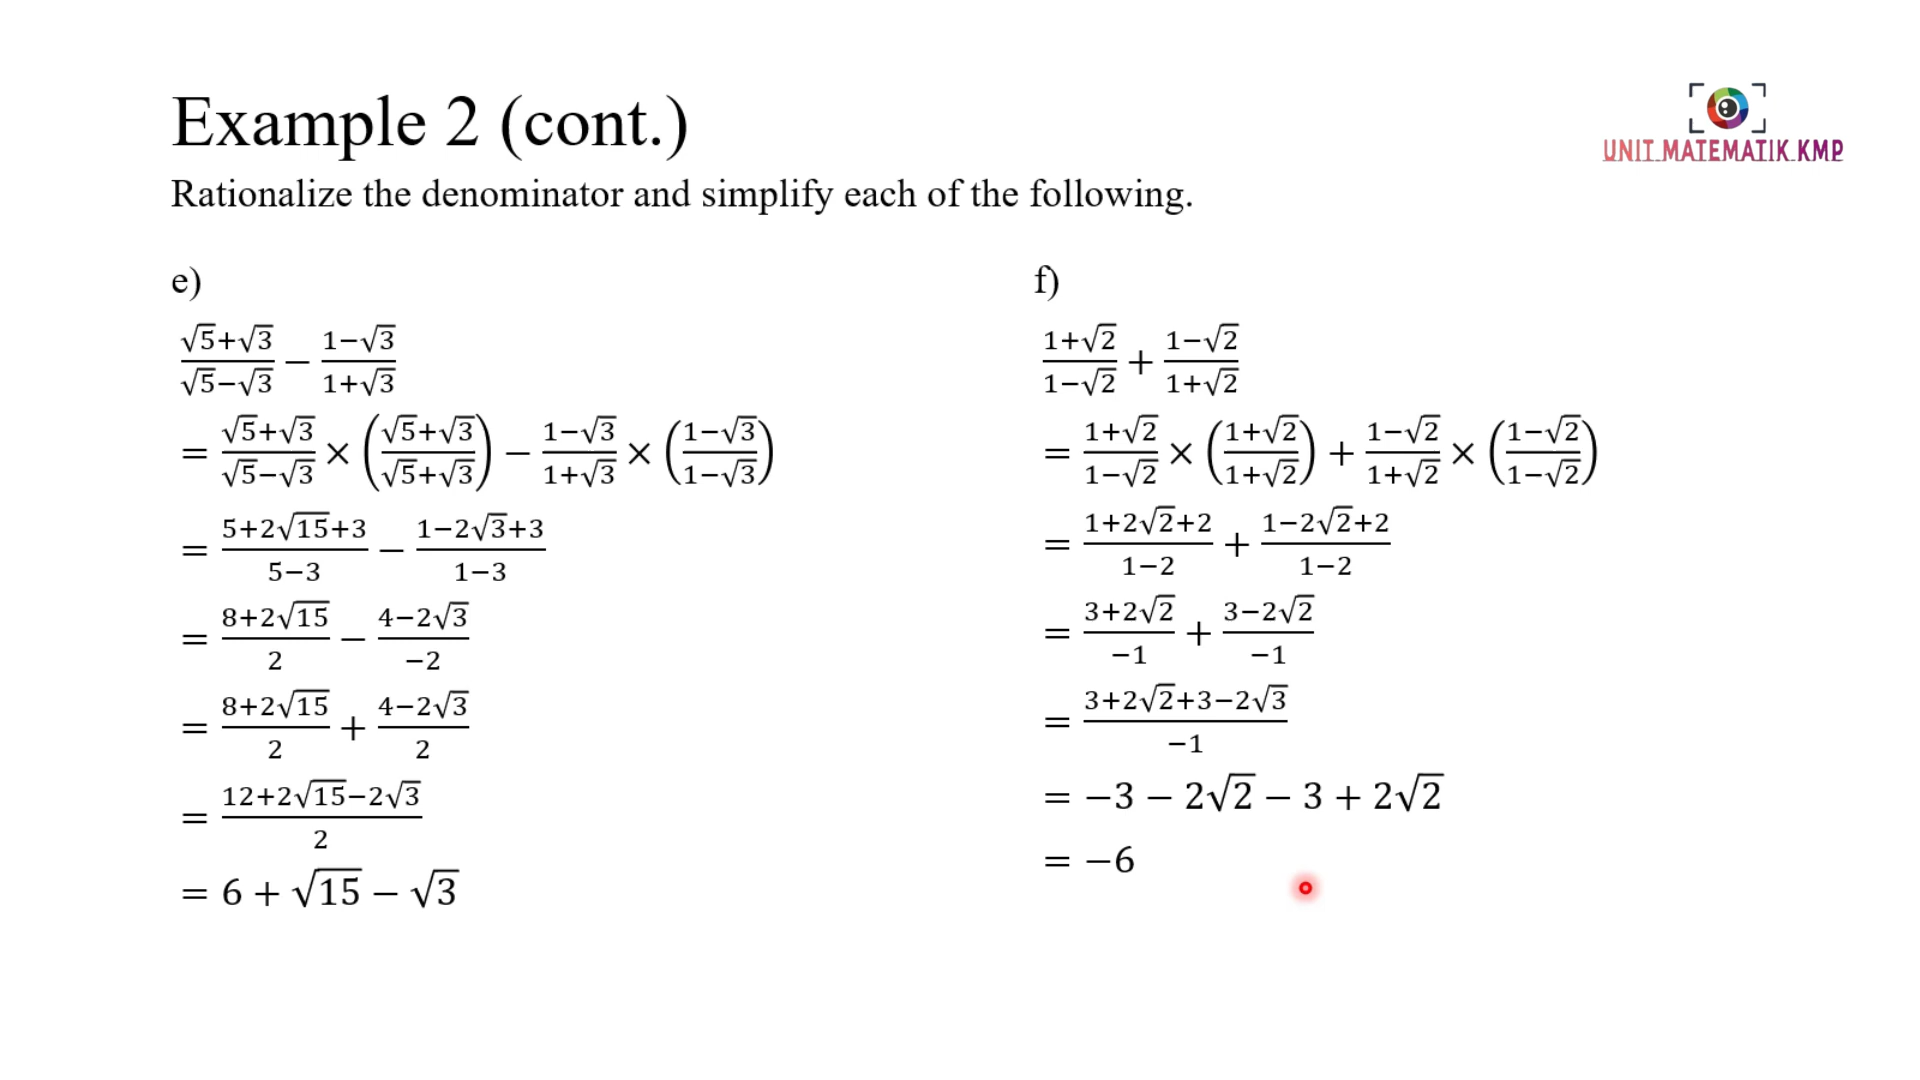 Example 2 (cont.)
UNIT.MATEMATIK.KMP
Rationalize the denominator and simplify each of the following.
e)
(√5+√3)/(√5−√3) − (1−√3)/(1+√3)
= (√5+√3)/(√5−√3) × ((√5+√3)/(√5+√3)) − (1−√3)/(1+√3) × ((1−√3)/(1−√3))
= (5+2√15+3)/(5−3) − (1−2√3+3)/(1−3)
= (8+2√15)/2 − (4−2√3)/−2
= (8+2√15)/2 + (4−2√3)/2
= (12+2√15−2√3)/2
= 6 + √15 − √3
f)
(1+√2)/(1−√2) + (1−√2)/(1+√2)
= (1+√2)/(1−√2) × ((1+√2)/(1+√2)) + (1−√2)/(1+√2) × ((1−√2)/(1−√2))
= (1+2√2+2)/(1−2) + (1−2√2+2)/(1−2)
= (3+2√2)/−1 + (3−2√2)/−1
= (3+2√2+3−2√3)/−1
= −3 − 2√2 − 3 + 2√2
= −6